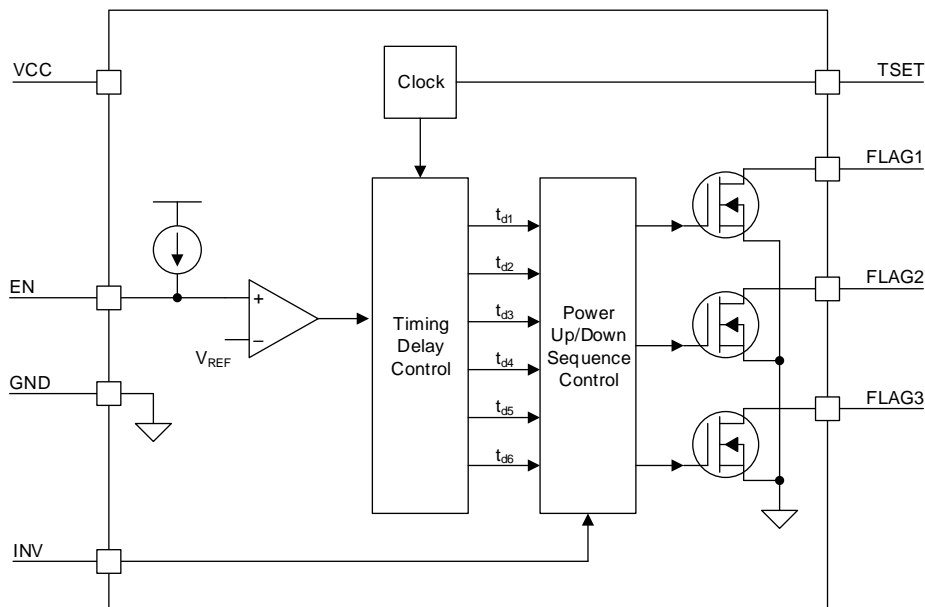 VCC
Clock
TSET
FLAG1
t_d1
EN
+
t_d2
FLAG2
−
V_REF
Timing
Delay
Control
t_d3
Power
Up/Down
Sequence
Control
t_d4
GND
FLAG3
t_d5
t_d6
INV